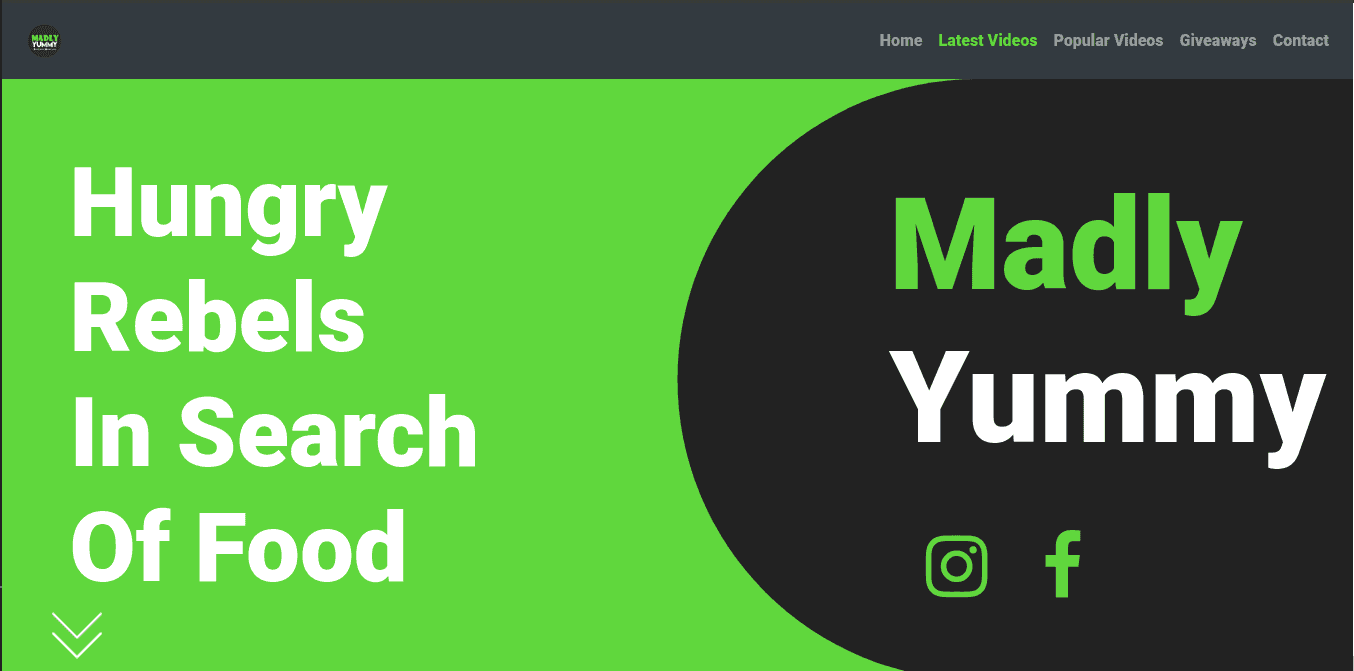 MADLY
YUMMY
Home Latest Videos Popular Videos Giveaways Contact
Hungry
Rebels
In Search
Of Food
Madly
Yummy